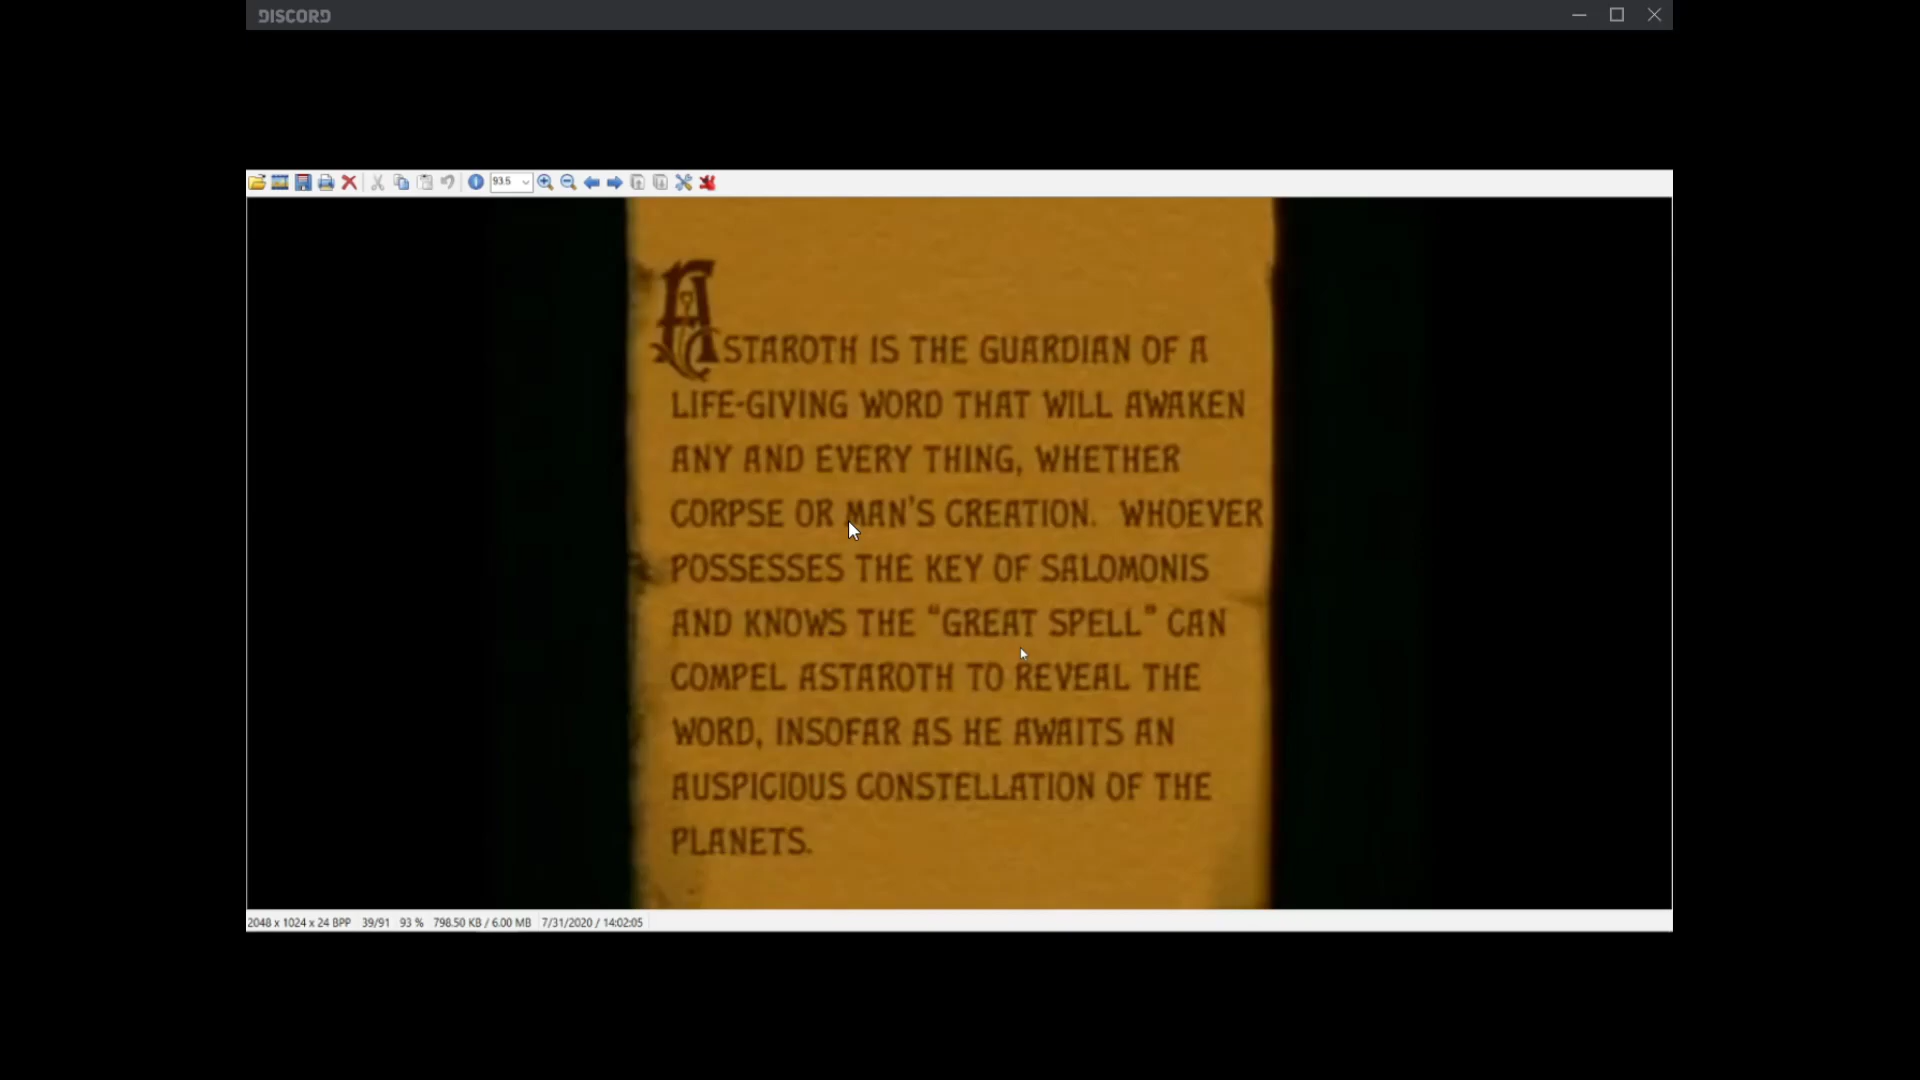 DISCORD
93.5
ASTAROTH IS THE GUARDIAN OF A
LIFE-GIVING WORD THAT WILL AWAKEN
ANY AND EVERY THING, WHETHER
CORPSE OR MAN'S CREATION. WHOEVER
POSSESSES THE KEY OF SALOMONIS
AND KNOWS THE "GREAT SPELL" CAN
COMPEL ASTAROTH TO REVEAL THE
WORD, INSOFAR AS HE AWAITS AN
AUSPICIOUS CONSTELLATION OF THE
PLANETS.
2048 x 1024 x 24 BPP 39/91 93 % 798.50 KB / 6.00 MB 7/31/2020 / 14:02:05